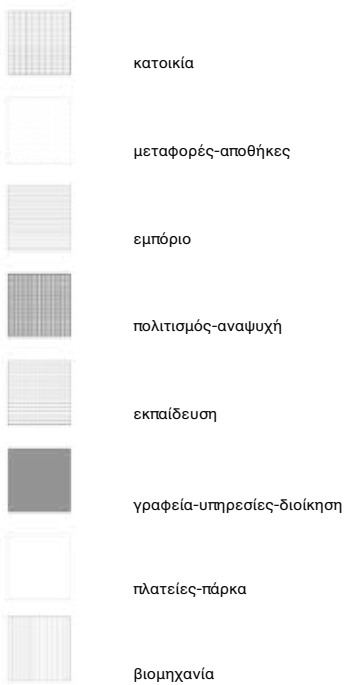 κατοικία
μεταφορές-αποθήκες
εμπόριο
πολιτισμός-αναψυχή
εκπαίδευση
γραφεία-υπηρεσίες-διοίκηση
πλατείες-πάρκα
βιομηχανία